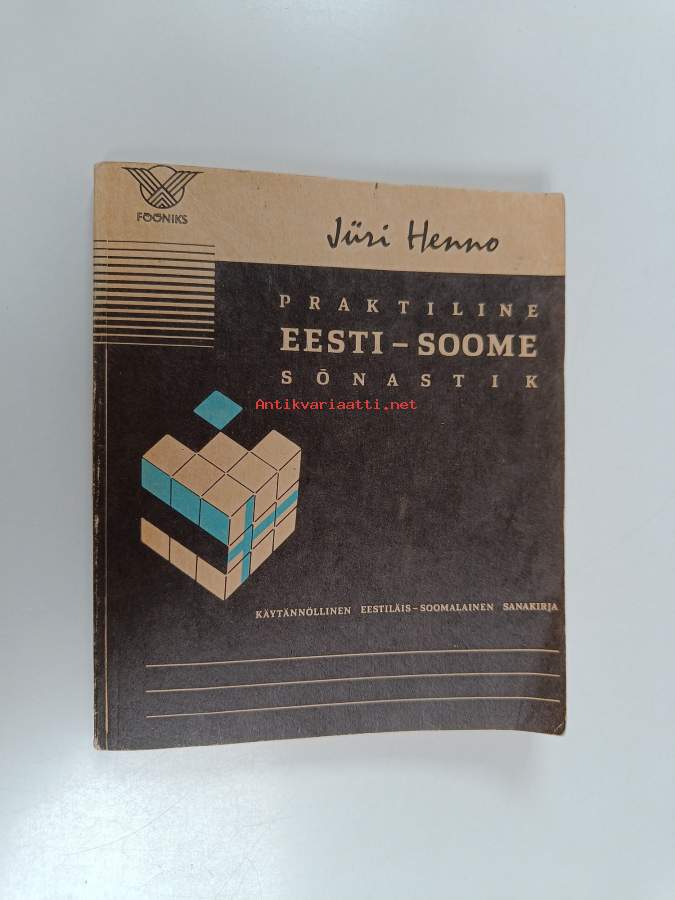 FÖÖNIKS
Jüri Henno
PRAKTILINE
EESTI – SOOME
SÕNASTIK
Antikvariaatti.net
KÄYTÄNNÖLLINEN EESTILÄIS – SOOMALAINEN SANAKIRJA